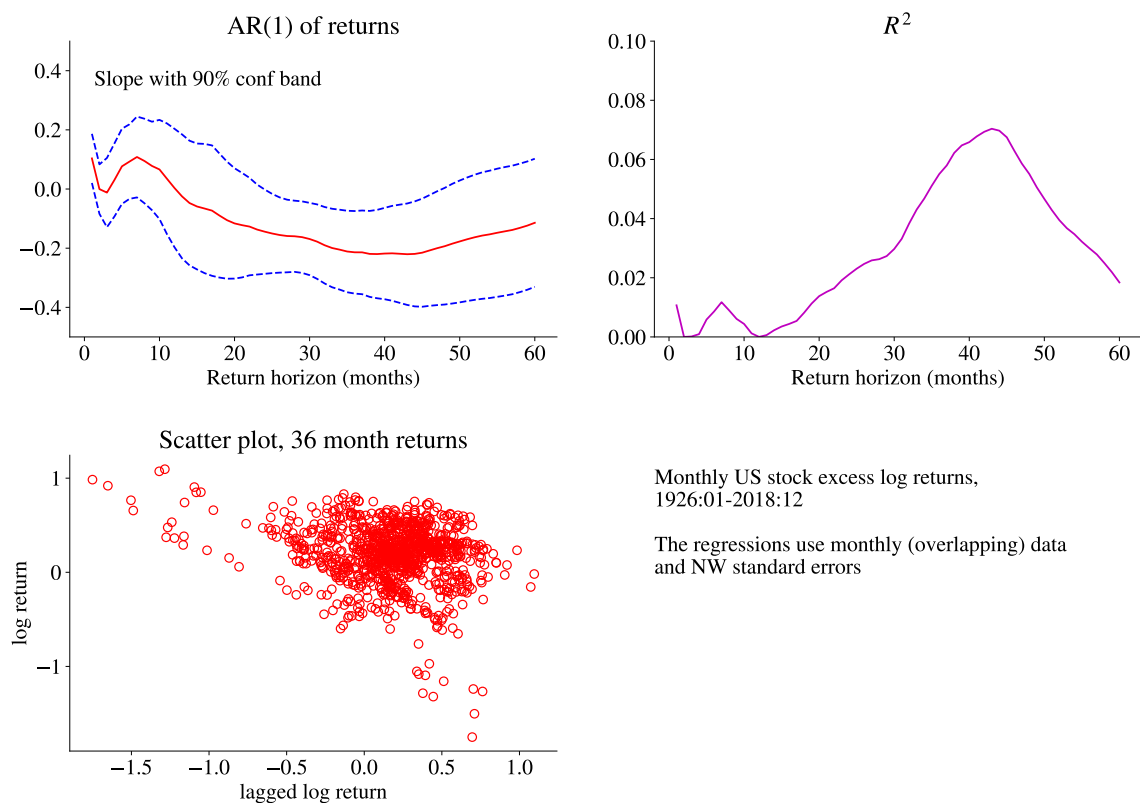 AR(1) of returns
Slope with 90% conf band
0.4
0.2
0.0
−0.2
−0.4
0 10 20 30 40 50 60
Return horizon (months)
R²
0.10
0.08
0.06
0.04
0.02
0.00
0 10 20 30 40 50 60
Return horizon (months)
Scatter plot, 36 month returns
log return
1
0
−1
−1.5 −1.0 −0.5 0.0 0.5 1.0
lagged log return
Monthly US stock excess log returns,
1926:01-2018:12
The regressions use monthly (overlapping) data
and NW standard errors